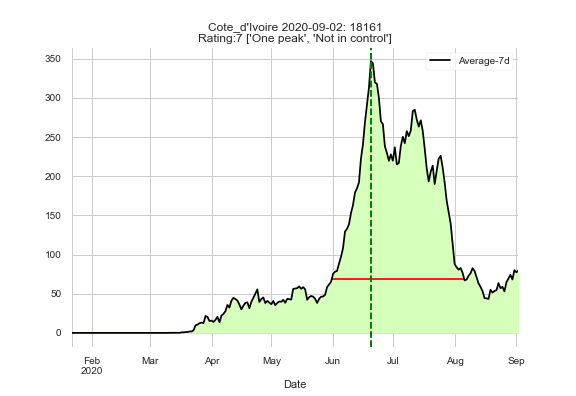 Cote_d'Ivoire 2020-09-02: 18161
Rating:7 ['One peak', 'Not in control']
Average-7d
350
300
250
200
150
100
50
0
Feb Mar Apr May Jun Jul Aug Sep
2020
Date